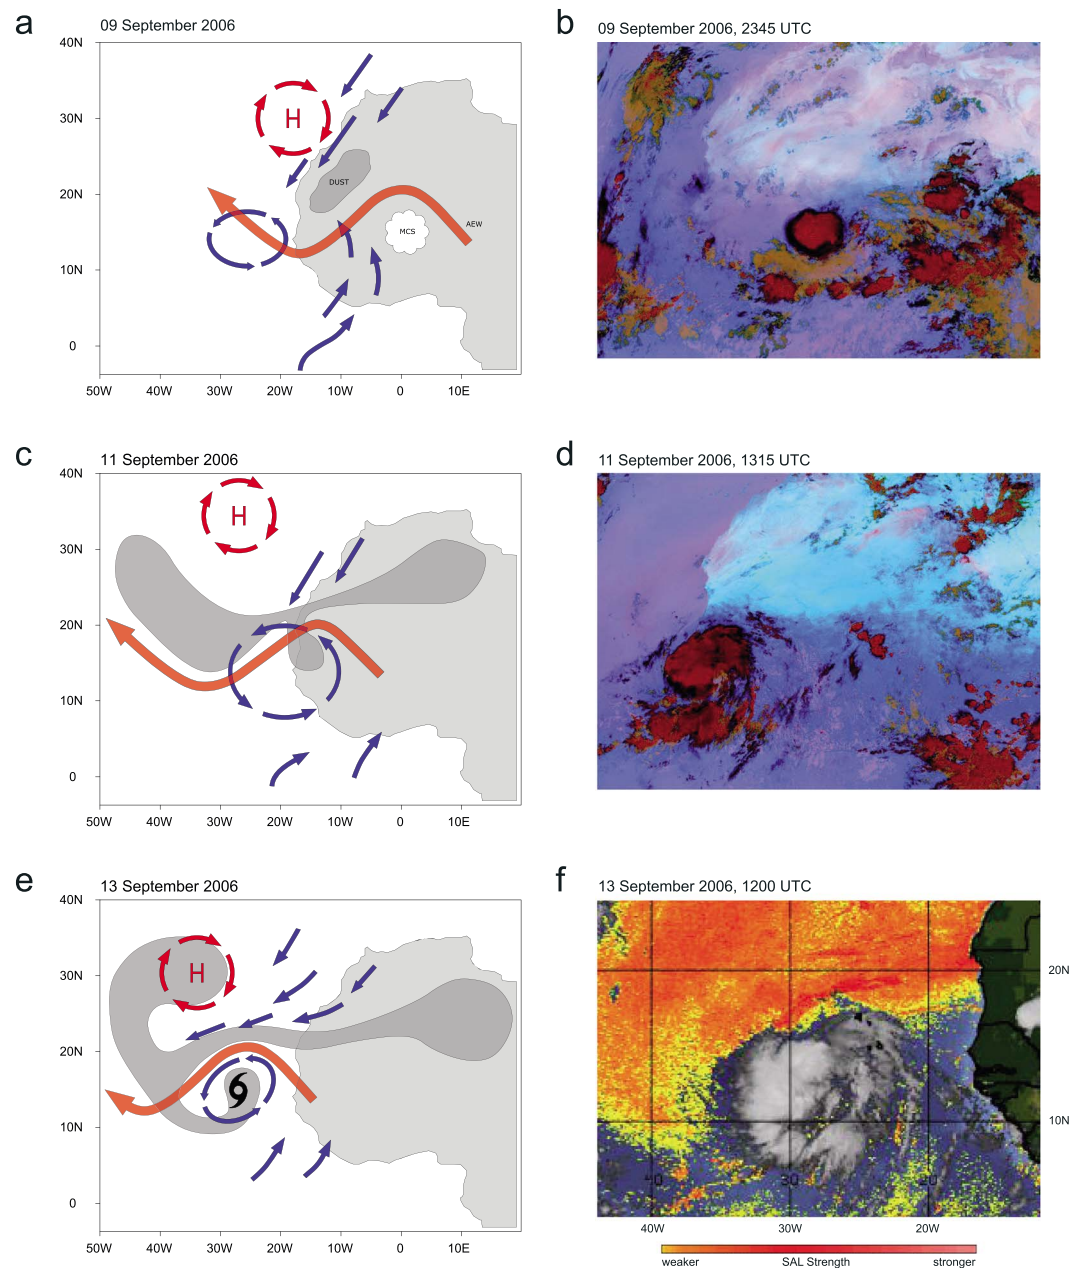 a
09 September 2006
40N
30N
20N
10N
0
50W 40W 30W 20W 10W 0 10E
H
DUST
MCS
AEW
b
09 September 2006, 2345 UTC
c
11 September 2006
40N
30N
20N
10N
0
50W 40W 30W 20W 10W 0 10E
H
d
11 September 2006, 1315 UTC
e
13 September 2006
40N
30N
20N
10N
0
50W 40W 30W 20W 10W 0 10E
H
f
13 September 2006, 1200 UTC
20N
10N
40 30 20
40W 30W 20W
weaker SAL Strength stronger